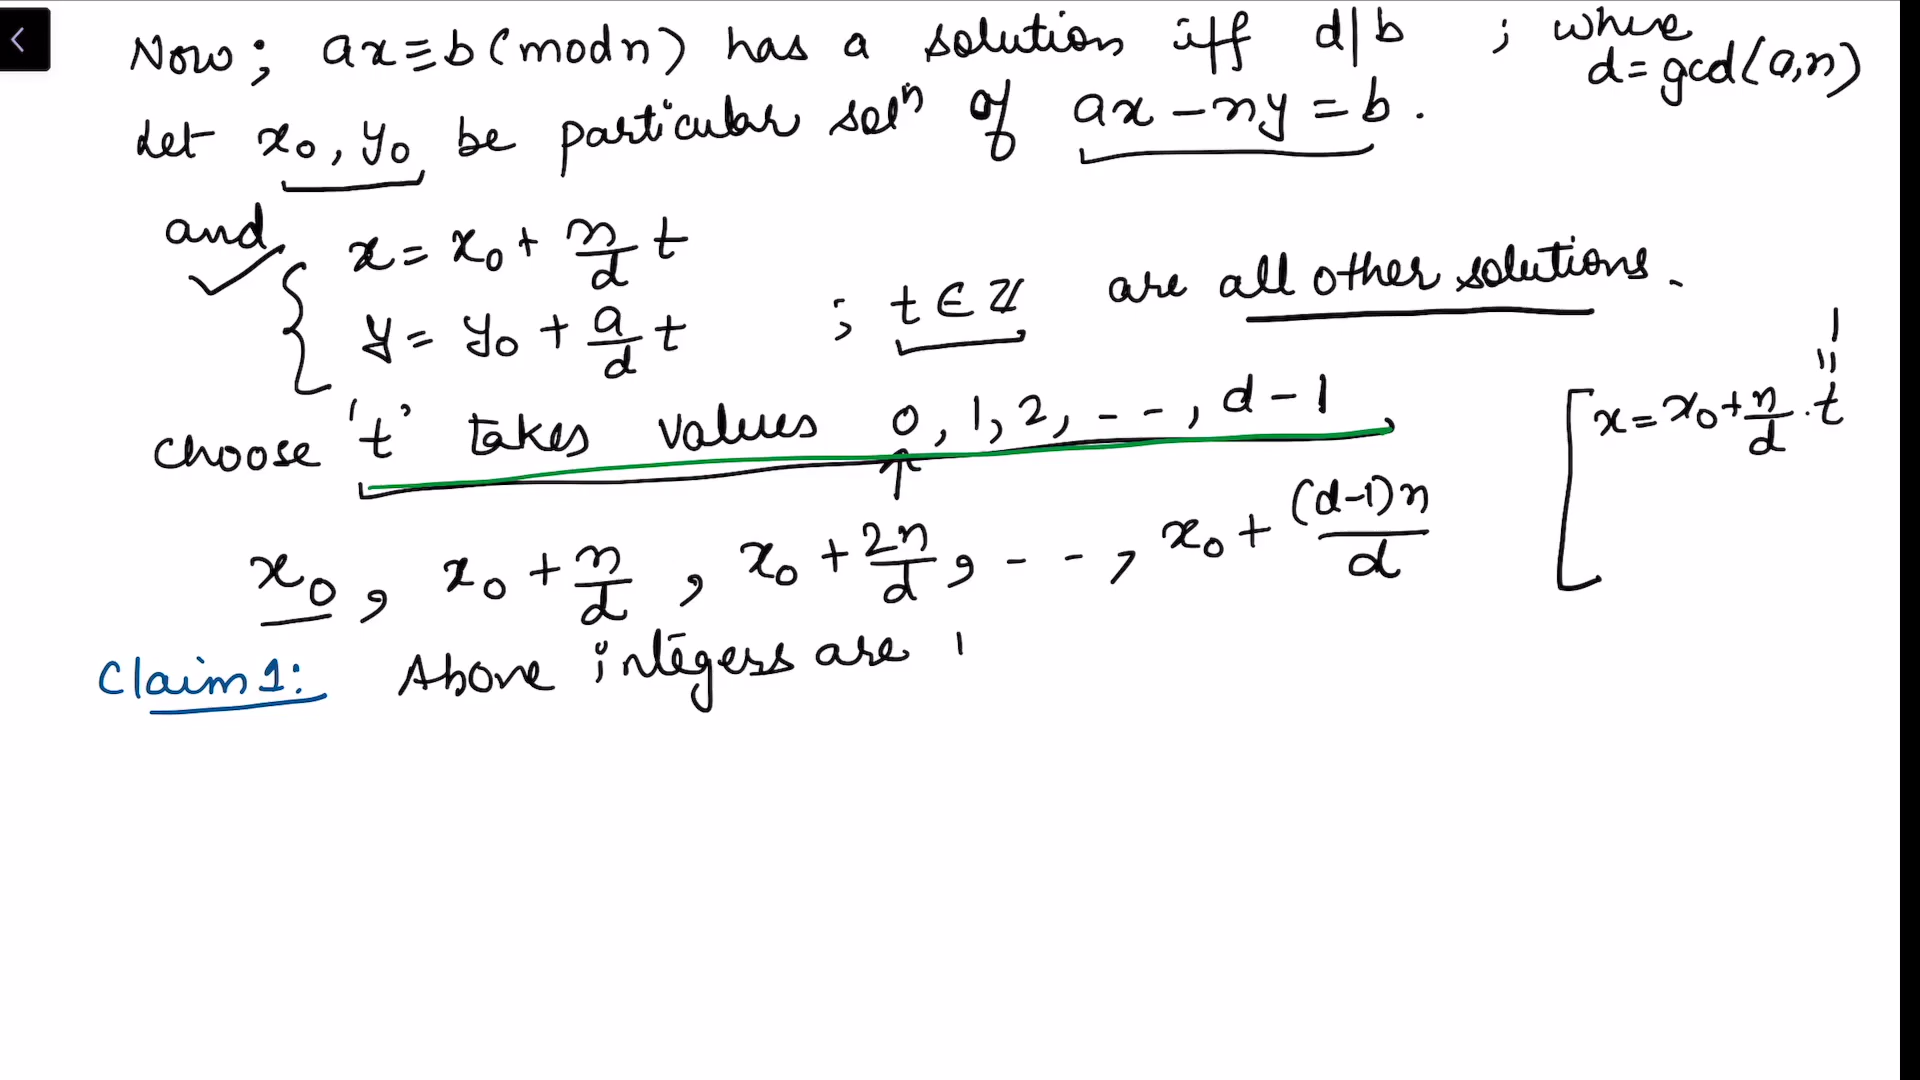 Now; ax≡b(mod n) has a solution iff d|b ; where d=gcd(a,n)
Let x₀, y₀ be particular solⁿ of ax − ny = b.
and x = x₀ + n/d t
y = y₀ + a/d t ; t ∈ ℤ are all other solutions.
choose 't' takes values 0, 1, 2, - - , d-1
1
=
[ x = x₀ + n/d . t
x₀ , x₀ + n/d , x₀ + 2n/d , - - , x₀ + (d-1)n/d
Claim 1: Above integers are